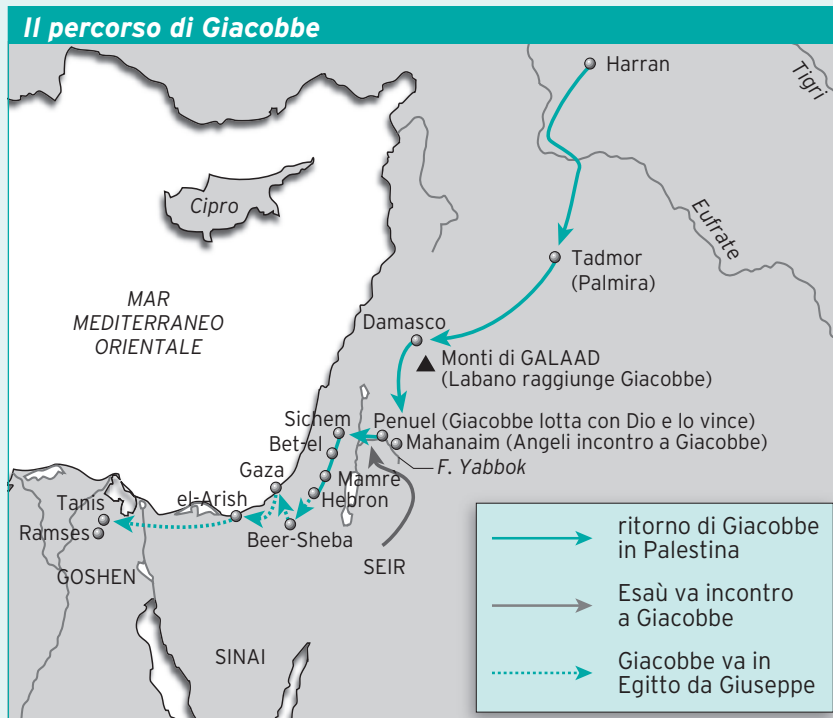 Il percorso di Giacobbe
Harran
Tigri
Cipro
Eufrate
Tadmor
(Palmira)
MAR
MEDITERRANEO
ORIENTALE
Damasco
Monti di GALAAD
(Labano raggiunge Giacobbe)
Sichem
Penuel (Giacobbe lotta con Dio e lo vince)
Bet-el
Mahanaim (Angeli incontro a Giacobbe)
F. Yabbok
Gaza
Mamre
Hebron
el-Arish
Tanis
Ramses
Beer-Sheba
SEIR
GOSHEN
SINAI
ritorno di Giacobbe
in Palestina
Esaù va incontro
a Giacobbe
Giacobbe va in
Egitto da Giuseppe